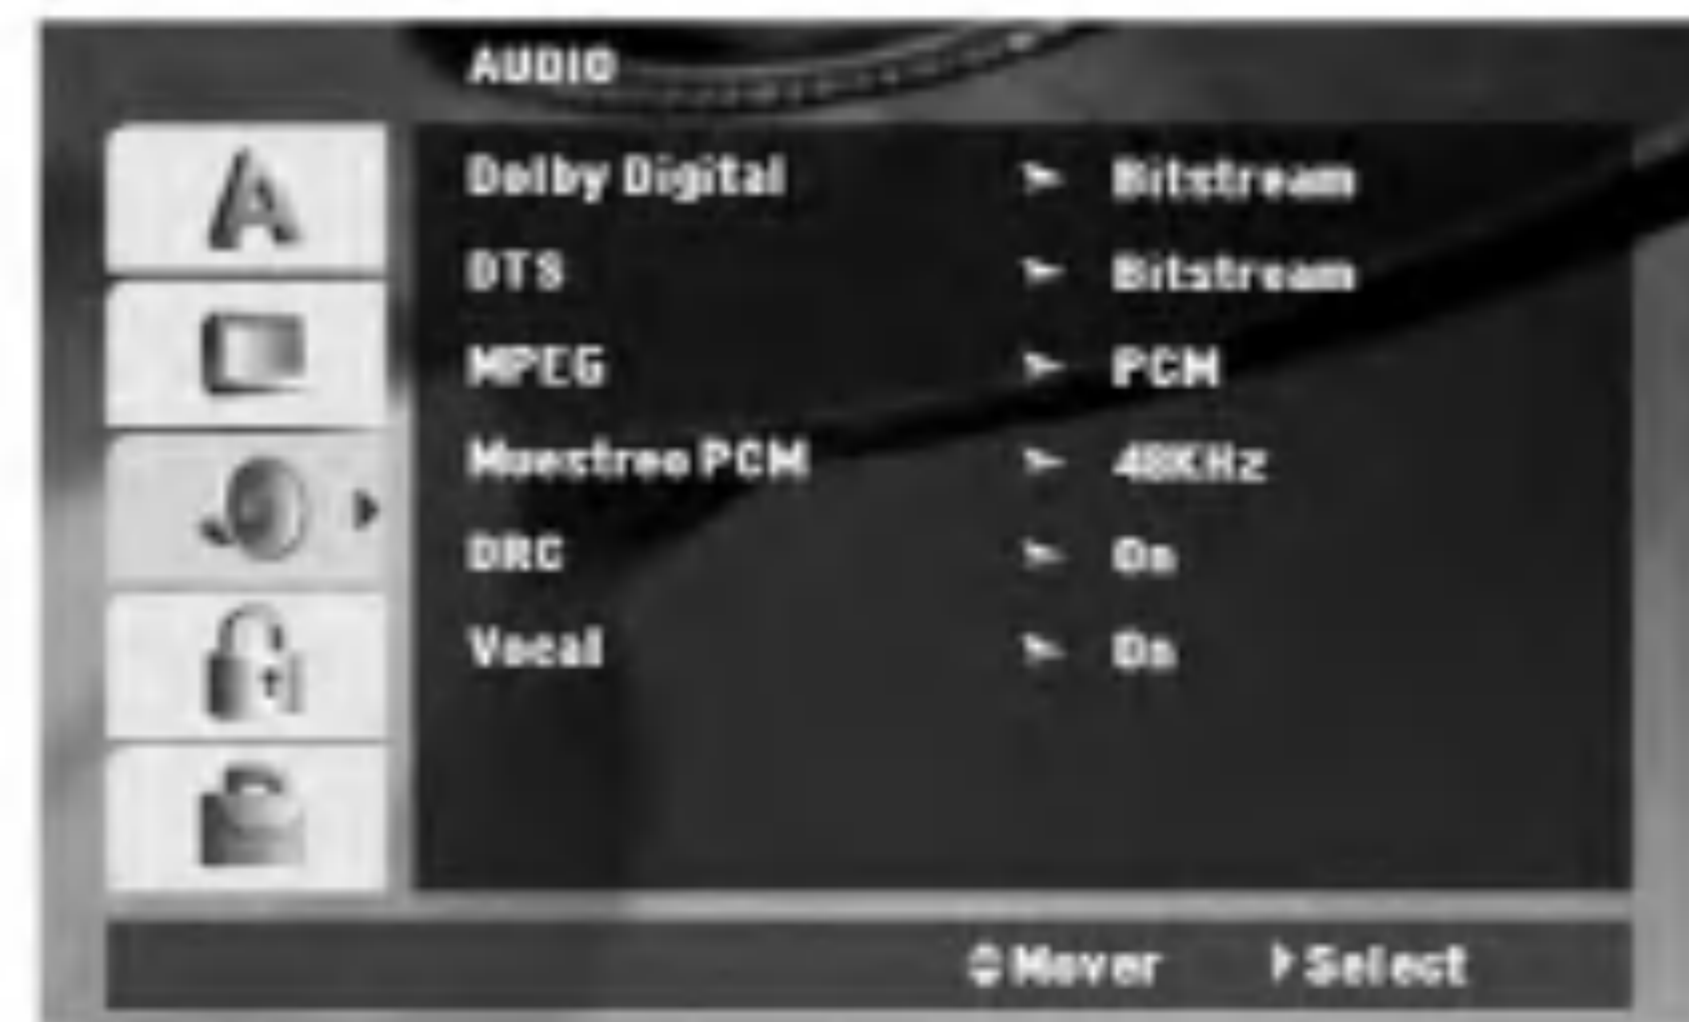 AUDIO
Dolby Digital Bitstream
DTS Bitstream
MPEG PCM
Muestreo PCM 48KHz
DRC On
Vocal On
Mover Select